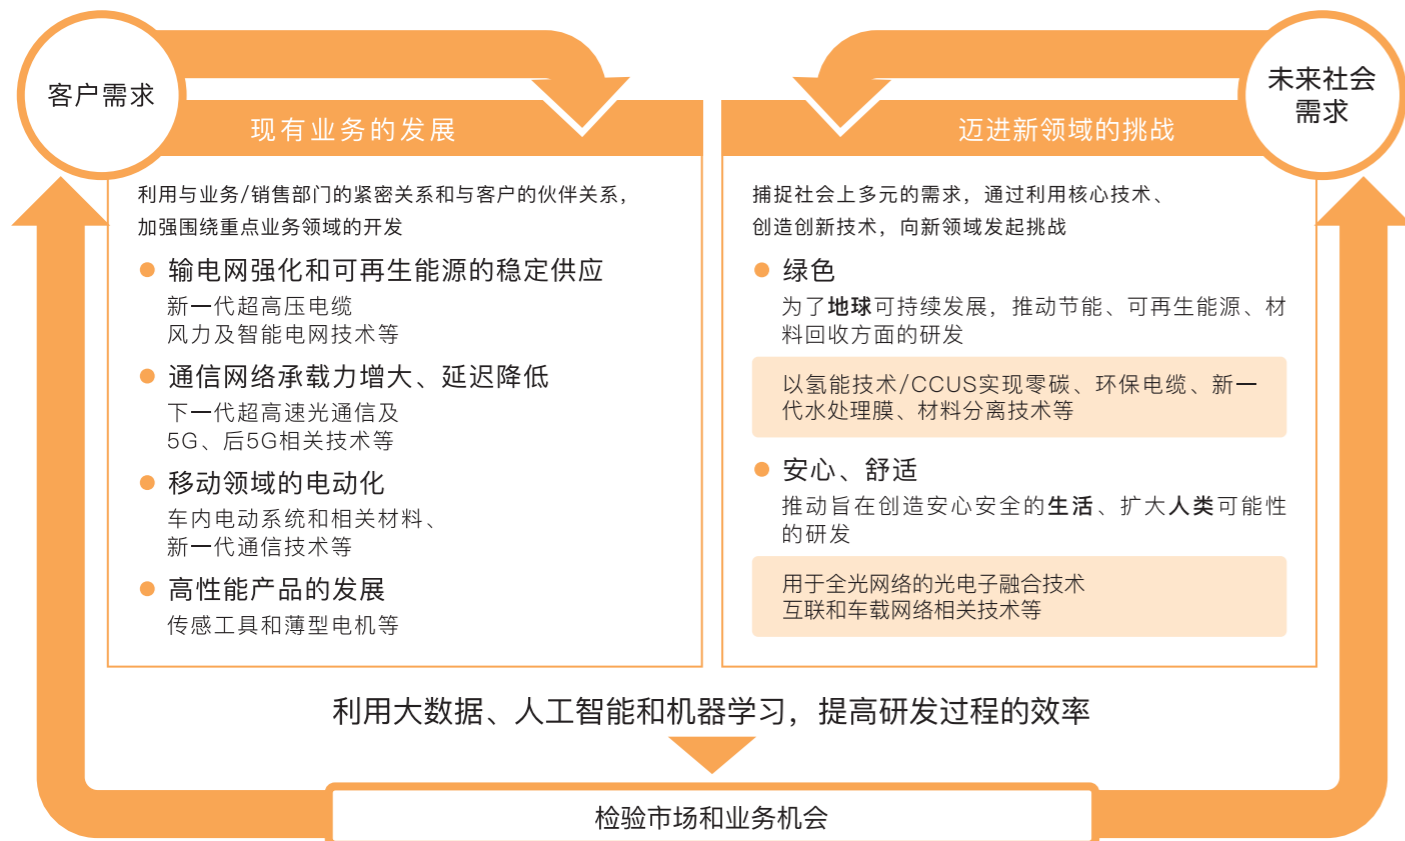 客户需求
现有业务的发展
利用与业务/销售部门的紧密关系和与客户的伙伴关系，
加强围绕重点业务领域的开发
● 输电网强化和可再生能源的稳定供应
新一代超高压电缆
风力及智能电网技术等
● 通信网络承载力增大、延迟降低
下一代超高速光通信及
5G、后5G相关技术等
● 移动领域的电动化
车内电动系统和相关材料、
新一代通信技术等
● 高性能产品的发展
传感工具和薄型电机等
未来社会
需求
迈进新领域的挑战
捕捉社会上多元的需求，通过利用核心技术、
创造创新技术，向新领域发起挑战
● 绿色
为了地球可持续发展，推动节能、可再生能源、材
料回收方面的研发
以氢能技术/CCUS实现零碳、环保电缆、新一
代水处理膜、材料分离技术等
● 安心、舒适
推动旨在创造安心安全的生活、扩大人类可能性
的研发
用于全光网络的光电子融合技术
互联和车载网络相关技术等
利用大数据、人工智能和机器学习，提高研发过程的效率
检验市场和业务机会